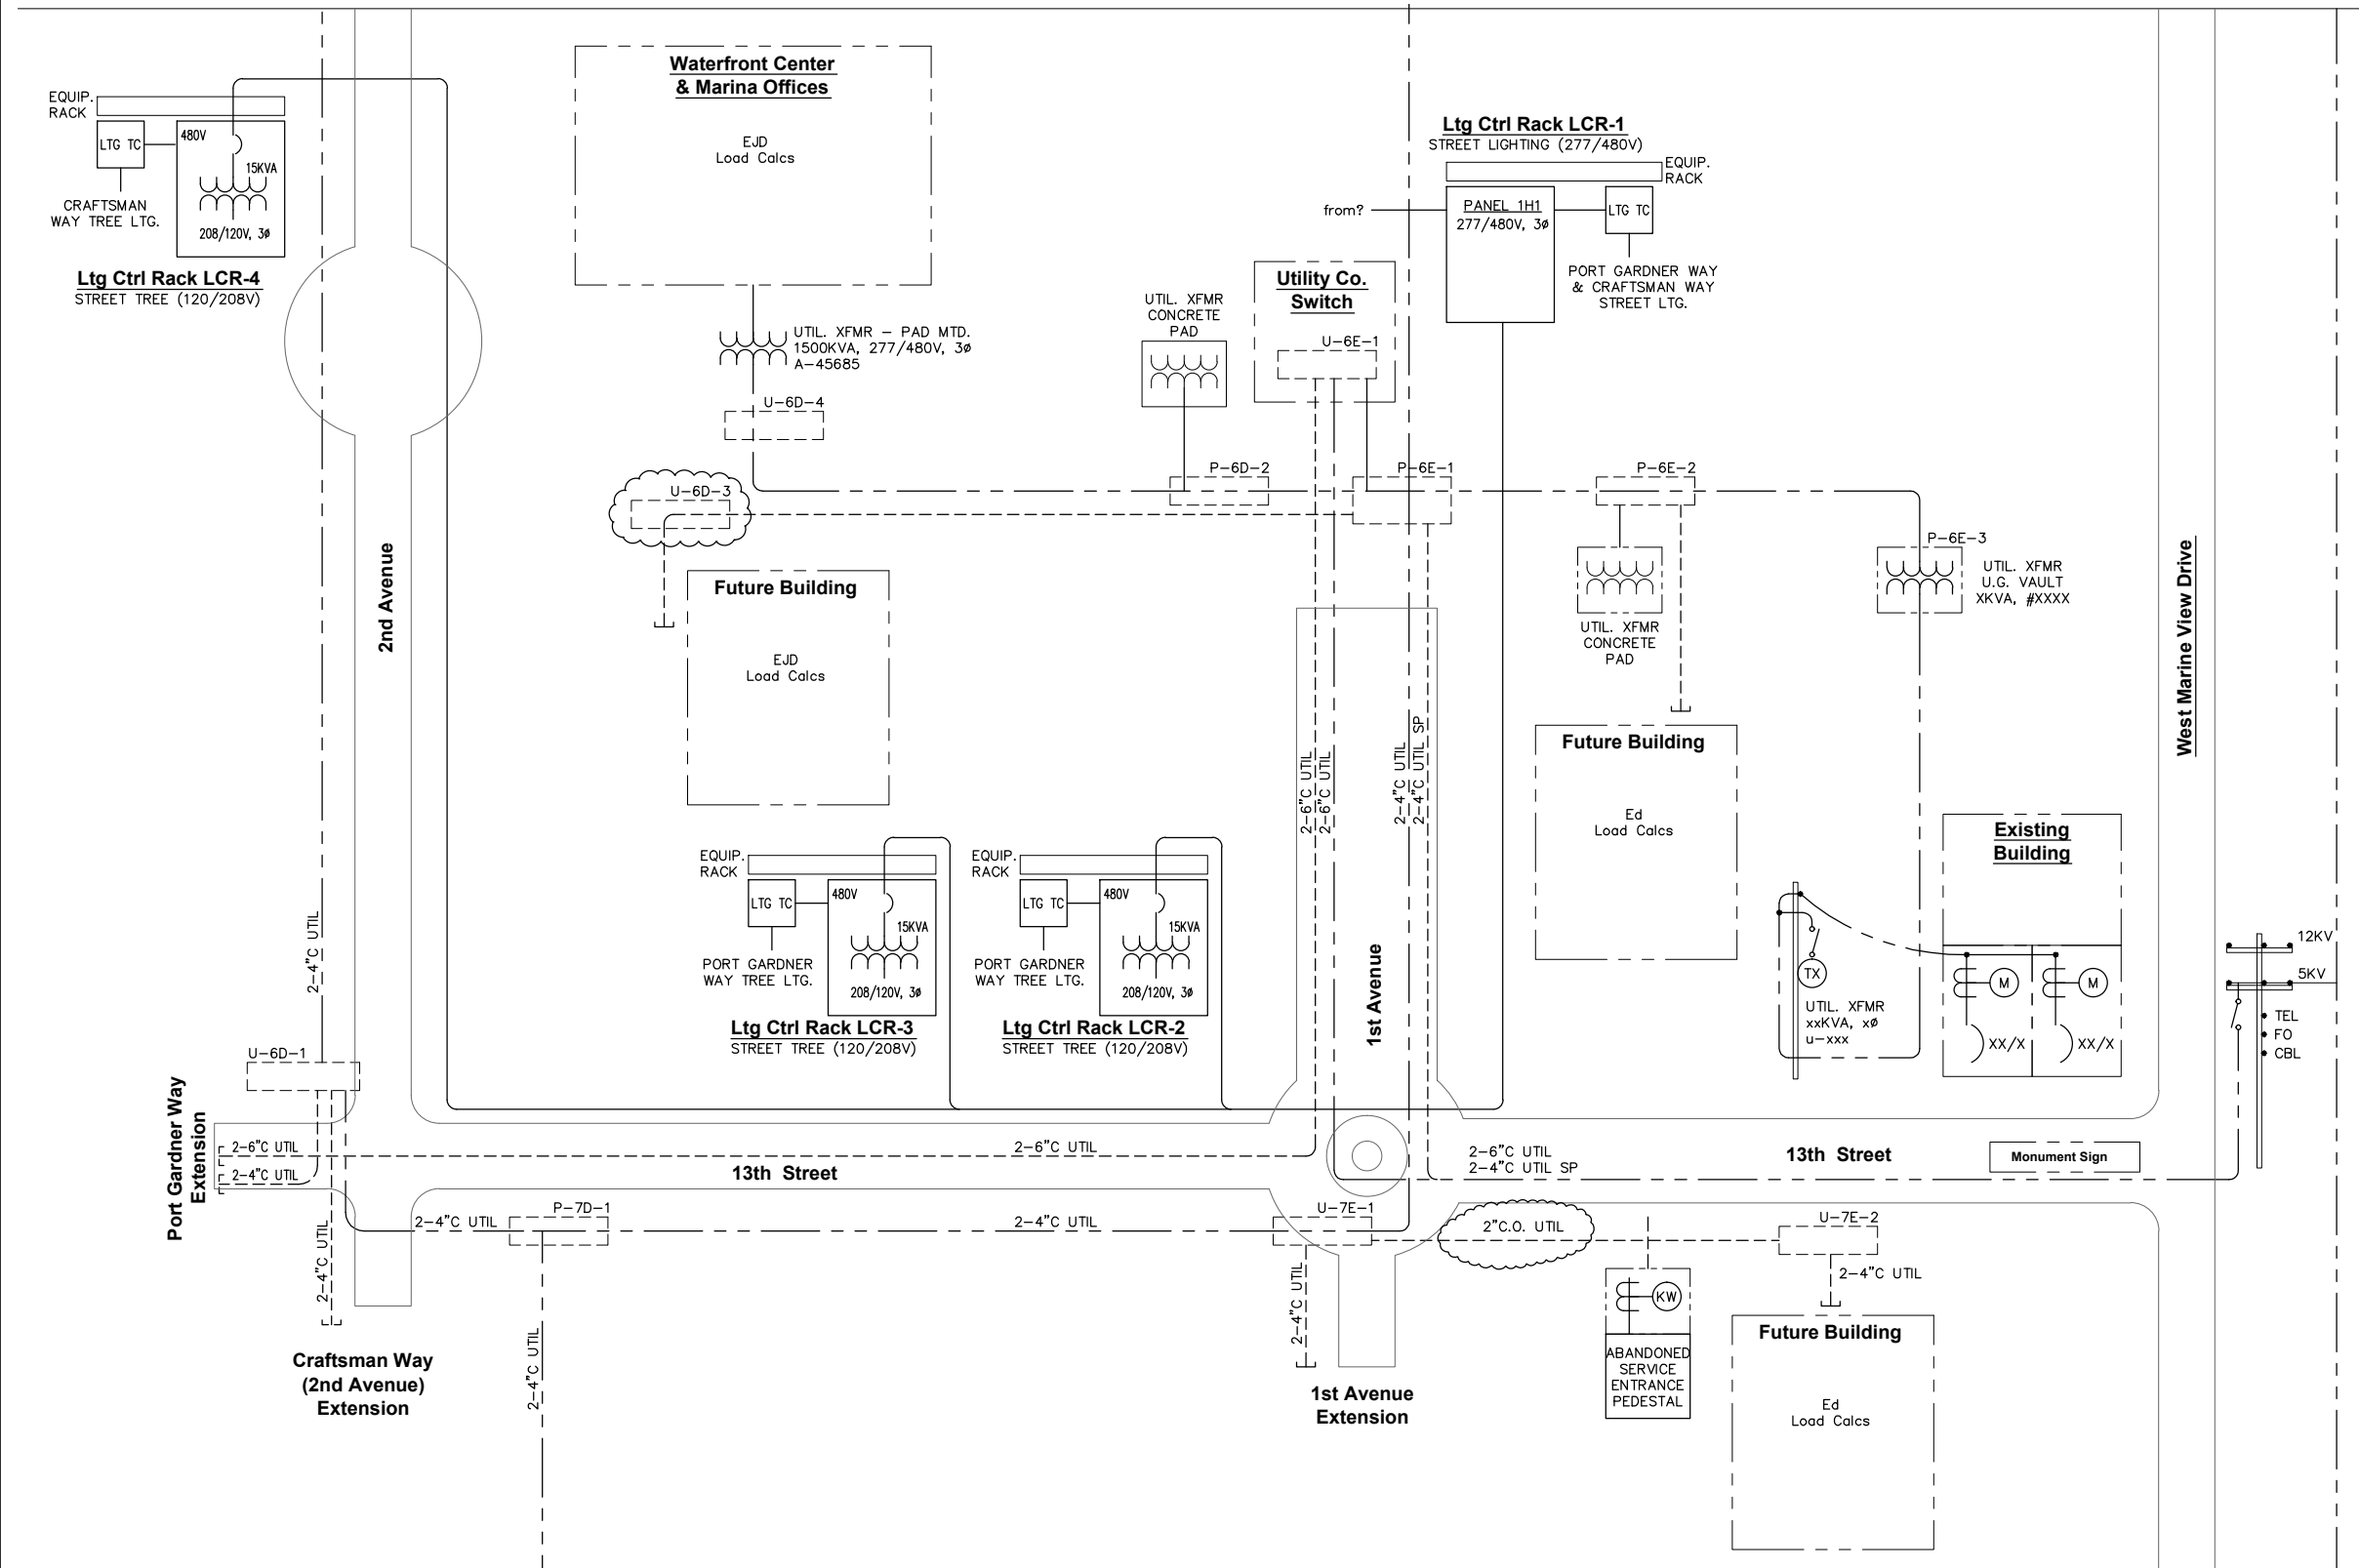 EQUIP.
RACK
LTG TC
480V
15KVA
208/120V, 3ø
CRAFTSMAN
WAY TREE LTG.
Ltg Ctrl Rack LCR-4
STREET TREE (120/208V)
Waterfront Center
& Marina Offices
EJD
Load Calcs
UTIL. XFMR – PAD MTD.
1500KVA, 277/480V, 3ø
A-45685
U-6D-4
UTIL. XFMR
CONCRETE
PAD
Utility Co.
Switch
U-6E-1
Ltg Ctrl Rack LCR-1
STREET LIGHTING (277/480V)
EQUIP.
RACK
from?
PANEL 1H1
277/480V, 3ø
LTG TC
PORT GARDNER WAY
& CRAFTSMAN WAY
STREET LTG.
U-6D-3
P-6D-2
P-6E-1
P-6E-2
P-6E-3
UTIL. XFMR
U.G. VAULT
XKVA, #XXXX
UTIL. XFMR
CONCRETE
PAD
2nd Avenue
West Marine View Drive
Future Building
EJD
Load Calcs
2-6"C UTIL
2-6"C UTIL
2-4"C UTIL
2-4"C UTIL SP
Future Building
Ed
Load Calcs
Existing
Building
M
M
XX/X
XX/X
TX
UTIL. XFMR
xxKVA, xø
u-xxx
12KV
5KV
TEL
FO
CBL
EQUIP.
RACK
LTG TC
480V
15KVA
208/120V, 3ø
PORT GARDNER
WAY TREE LTG.
Ltg Ctrl Rack LCR-3
STREET TREE (120/208V)
EQUIP.
RACK
LTG TC
480V
15KVA
208/120V, 3ø
PORT GARDNER
WAY TREE LTG.
Ltg Ctrl Rack LCR-2
STREET TREE (120/208V)
1st Avenue
2-4"C UTIL
U-6D-1
Port Gardner Way
Extension
2-6"C UTIL
2-4"C UTIL
2-6"C UTIL
13th Street
2-6"C UTIL
2-4"C UTIL SP
13th Street
Monument Sign
2-4"C UTIL
2-4"C UTIL
P-7D-1
2-4"C UTIL
U-7E-1
2"C.O. UTIL
U-7E-2
2-4"C UTIL
2-4"C UTIL
2-4"C UTIL
KW
ABANDONED
SERVICE
ENTRANCE
PEDESTAL
Craftsman Way
(2nd Avenue)
Extension
1st Avenue
Extension
Future Building
Ed
Load Calcs